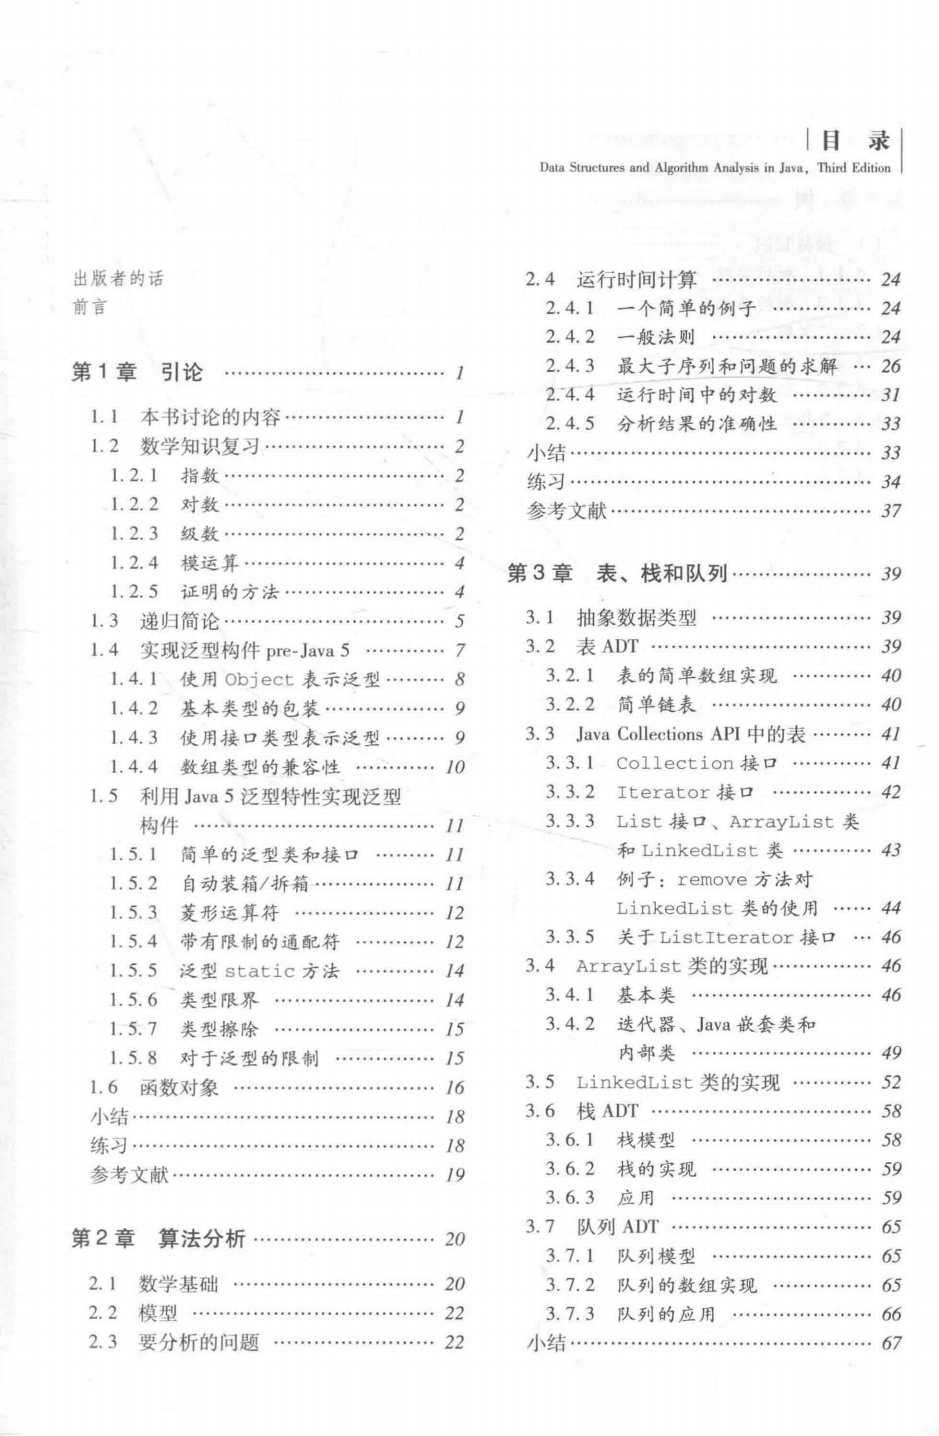 目 录
Data Structures and Algorithm Analysis in Java, Third Edition
出版者的话
前言
第1章 引论 ………………………… 1
1.1 本书讨论的内容 ………………… 1
1.2 数学知识复习 ………………… 2
1.2.1 指数 ………………… 2
1.2.2 对数 ………………… 2
1.2.3 级数 ………………… 2
1.2.4 模运算 ………………… 4
1.2.5 证明的方法 ………………… 4
1.3 递归简论 ………………… 5
1.4 实现泛型构件 pre-Java 5 ………… 7
1.4.1 使用 Object 表示泛型 ……… 8
1.4.2 基本类型的包装 ……………… 9
1.4.3 使用接口类型表示泛型 ……… 9
1.4.4 数组类型的兼容性 ………… 10
1.5 利用 Java 5 泛型特性实现泛型
构件 ………………… 11
1.5.1 简单的泛型类和接口 ……… 11
1.5.2 自动装箱/拆箱 ……………… 11
1.5.3 菱形运算符 ……………… 12
1.5.4 带有限制的通配符 ………… 12
1.5.5 泛型 static 方法 ………… 14
1.5.6 类型限界 ……………… 14
1.5.7 类型擦除 ……………… 15
1.5.8 对于泛型的限制 ………… 15
1.6 函数对象 ………………… 16
小结 ………………………… 18
练习 ………………………… 18
参考文献 ………………………… 19
第2章 算法分析 ………………… 20
2.1 数学基础 ………………… 20
2.2 模型 ………………… 22
2.3 要分析的问题 ……………… 22
2.4 运行时间计算 ……………… 24
2.4.1 一个简单的例子 ………… 24
2.4.2 一般法则 ……………… 24
2.4.3 最大子序列和问题的求解 … 26
2.4.4 运行时间中的对数 ………… 31
2.4.5 分析结果的准确性 ………… 33
小结 ………………………… 33
练习 ………………………… 34
参考文献 ………………………… 37
第3章 表、栈和队列 ……………… 39
3.1 抽象数据类型 ……………… 39
3.2 表 ADT ………………… 39
3.2.1 表的简单数组实现 ………… 40
3.2.2 简单链表 ……………… 40
3.3 Java Collections API 中的表 ……… 41
3.3.1 Collection 接口 ………… 41
3.3.2 Iterator 接口 …………… 42
3.3.3 List 接口、ArrayList 类
和 LinkedList 类 ………… 43
3.3.4 例子：remove 方法对
LinkedList 类的使用 …… 44
3.3.5 关于 ListIterator 接口 … 46
3.4 ArrayList 类的实现 …………… 46
3.4.1 基本类 ………………… 46
3.4.2 迭代器、Java 嵌套类和
内部类 ………………… 49
3.5 LinkedList 类的实现 ………… 52
3.6 栈 ADT ………………… 58
3.6.1 栈模型 ………………… 58
3.6.2 栈的实现 ……………… 59
3.6.3 应用 ………………… 59
3.7 队列 ADT ………………… 65
3.7.1 队列模型 ……………… 65
3.7.2 队列的数组实现 ………… 65
3.7.3 队列的应用 …………… 66
小结 ………………………… 67